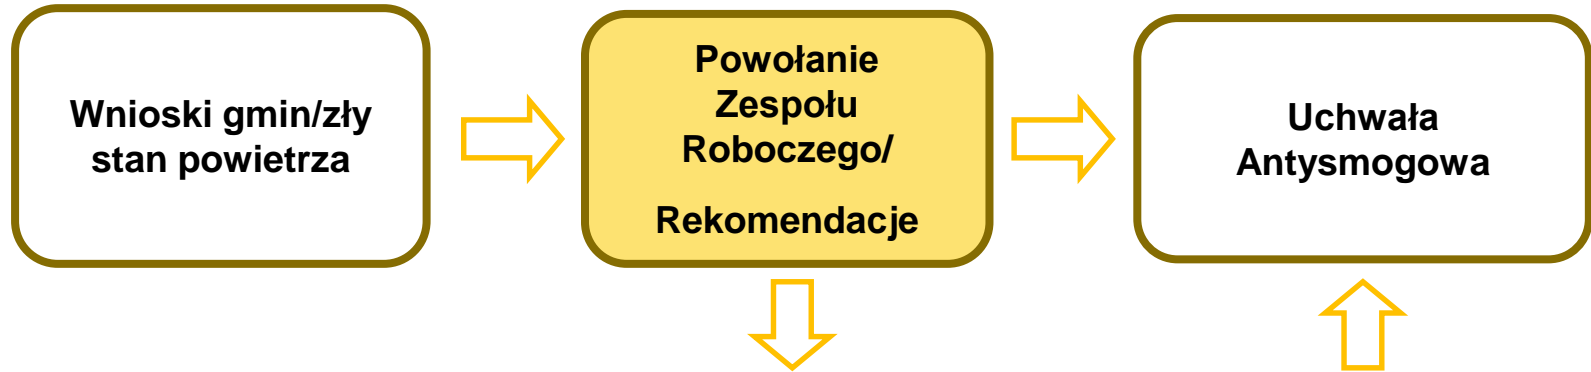 Wnioski gmin/zły
stan powietrza
Powołanie
Zespołu
Roboczego/
Rekomendacje
Uchwała
Antysmogowa